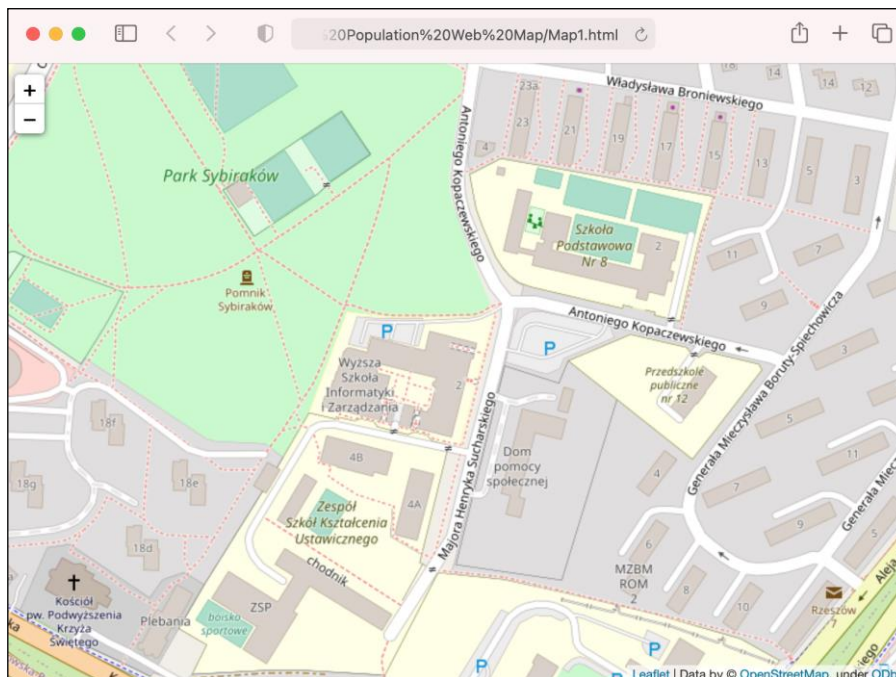 20Population%20Web%20Map/Map1.html
+
−
Władysława Broniewskiego
18
14
14
12
23a
23
21
19
17
15
13
5
3
4
Antoniego Kopaczewskiego
Park Sybiraków
Szkoła
Podstawowa
Nr 8
2
11
7
9
Pomnik
Sybiraków
Antoniego Kopaczewskiego
P
P
Wyższa
Szkoła
Informatyki
i Zarządzania
2
Przedszkole
publiczne
nr 12
3
Generała Mieczysława Boruty-Spiechowicza
Majora Henryka Sucharskiego
18f
5
Dom
pomocy
społecznej
4B
4
11
18g
18e
7
4A
Zespół
Szkół Kształcenia
Ustawicznego
9
Generała Miec
5
18d
6
chodnik
MZBM
ROM
2
8
10
Aleja
Kościół
pw. Podwyższenia
Krzyża
Świętego
Plebania
ZSP
boisko
sportowe
Rzeszów
7
P
P
Leaflet | Data by © OpenStreetMap, under OD